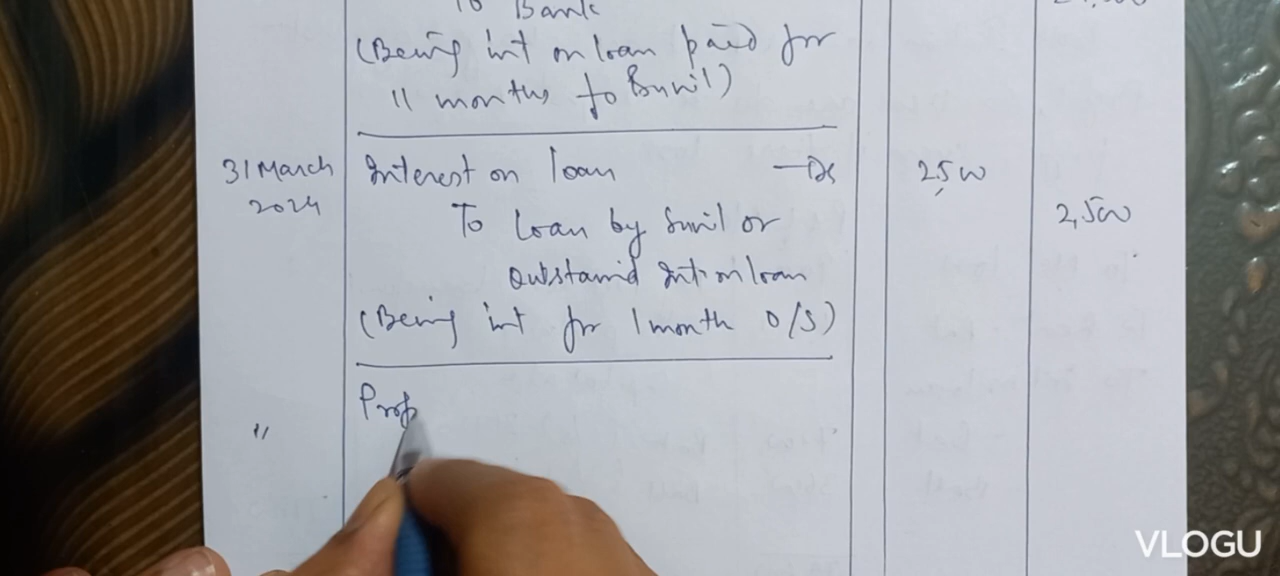 To Bank
(Being int on loan paid for
11 months to Sunil)
31 March Interest on loan — Dr 2,500
2024 To Loan by Sunil or 2,500
Outstamid Int. on loan
(Being int for 1 month O/S)
" Prof
VLOGU